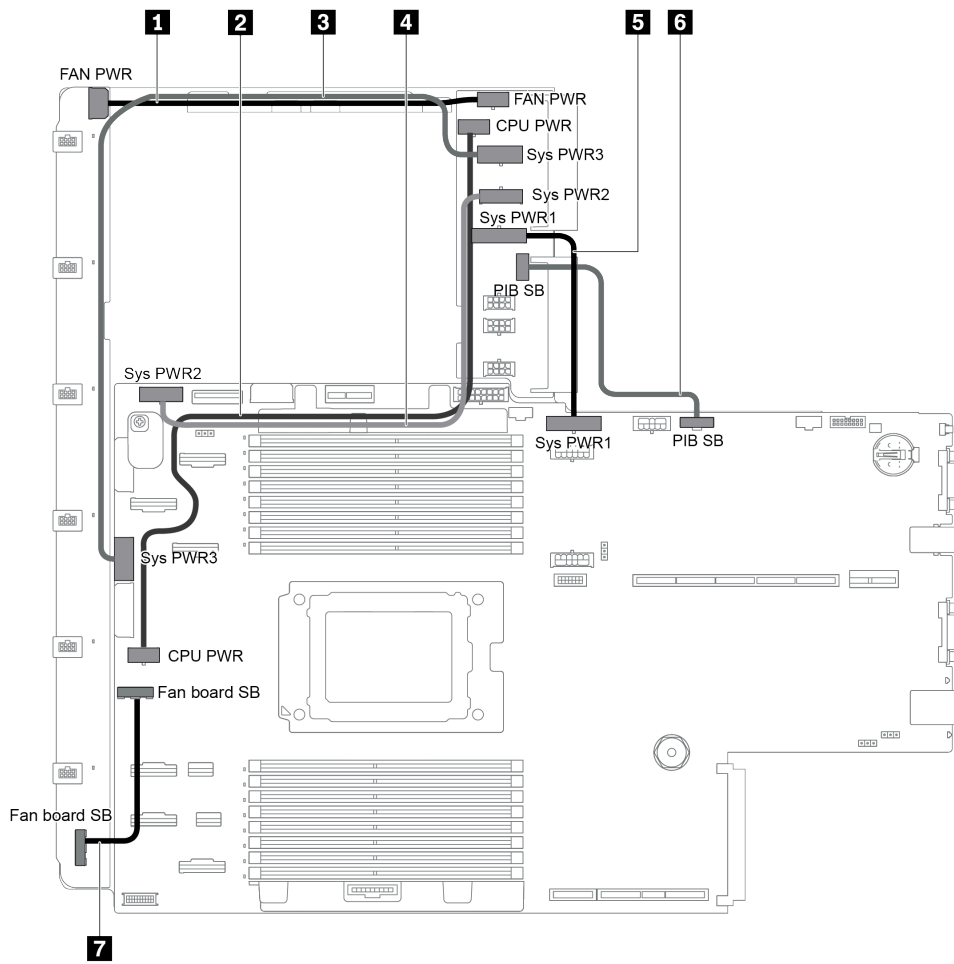 1 2 3 4 5 6
FAN PWR
FAN PWR
CPU PWR
Sys PWR3
Sys PWR2
Sys PWR1
PIB SB
Sys PWR2
Sys PWR1
PIB SB
Sys PWR3
CPU PWR
Fan board SB
Fan board SB
7